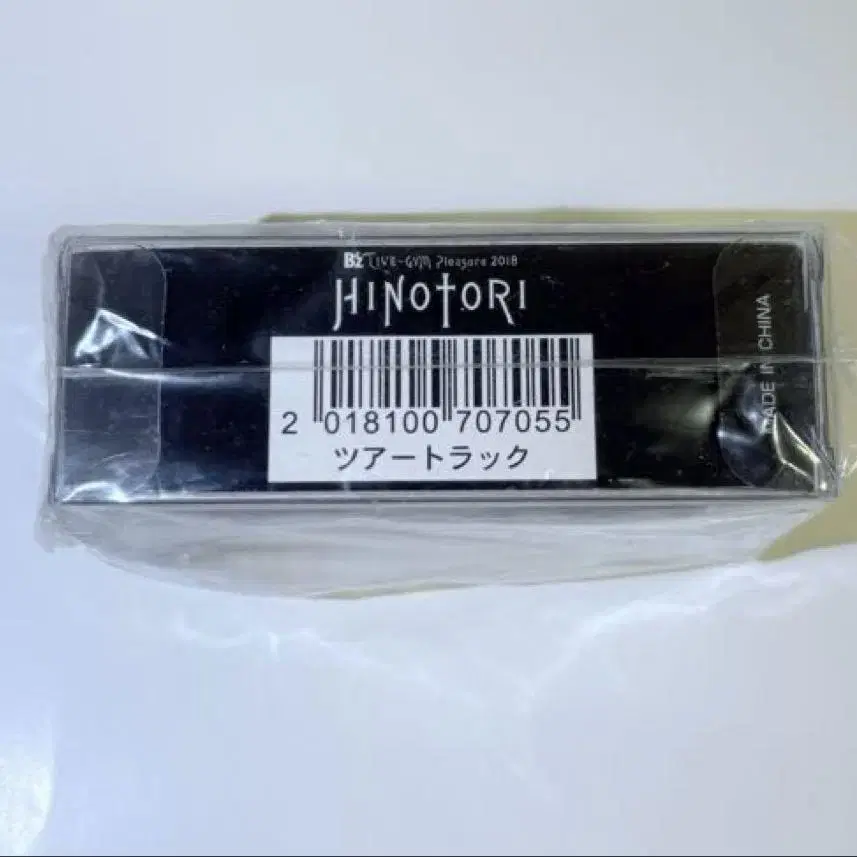 B'z LIVE-GYM Pleasure 2018
HINOTORI
2 018100 707055
ツアートラック
MADE IN CHINA